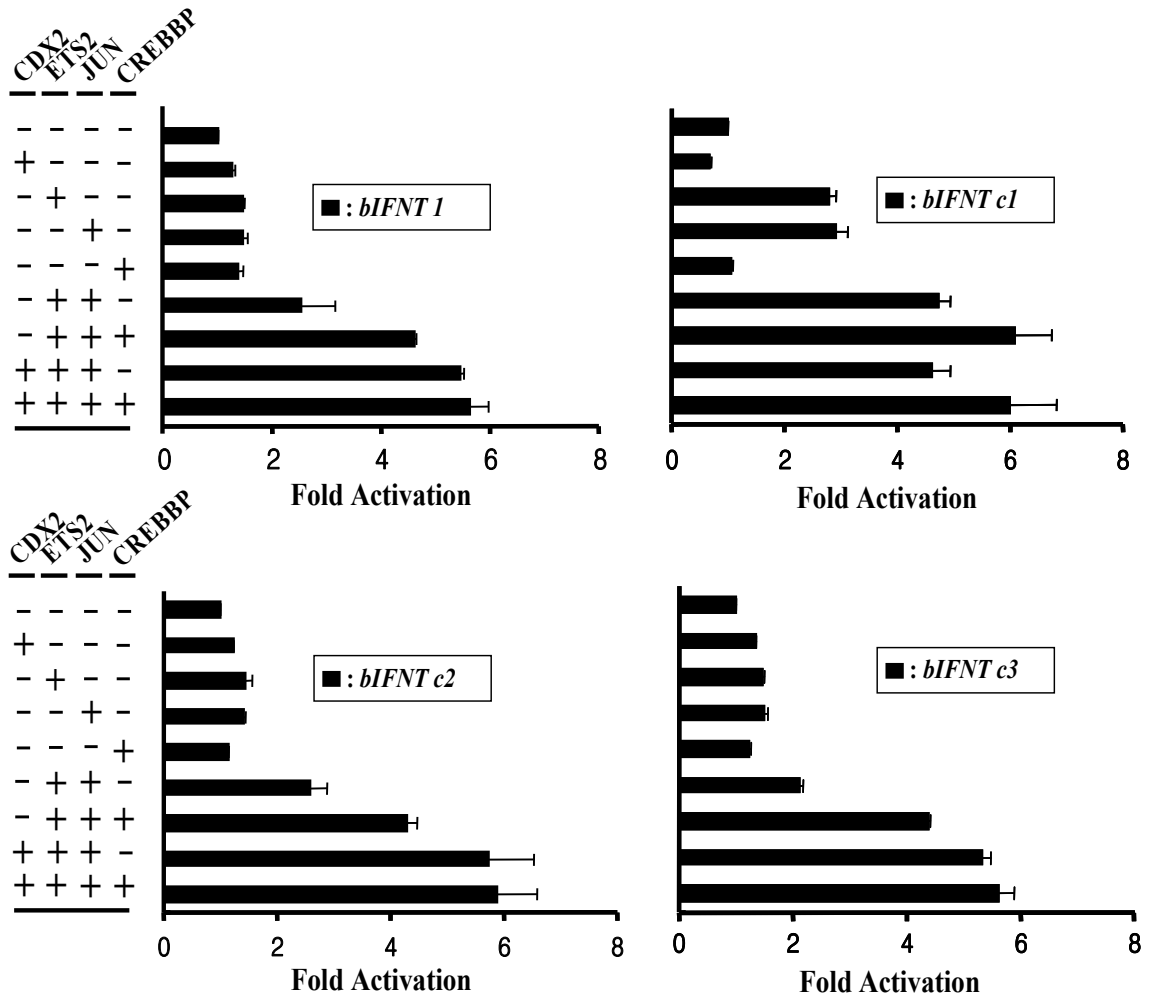 CDX2 ETS2 JUN CREBBP
- - - -
+ - - -
- + - -
- - + -
- - - +
- + + -
- + + +
+ + + -
+ + + +
: bIFNT 1
0 2 4 6 8
Fold Activation
: bIFNT c1
0 2 4 6 8
Fold Activation
CDX2 ETS2 JUN CREBBP
- - - -
+ - - -
- + - -
- - + -
- - - +
- + + -
- + + +
+ + + -
+ + + +
: bIFNT c2
0 2 4 6 8
Fold Activation
: bIFNT c3
0 2 4 6 8
Fold Activation